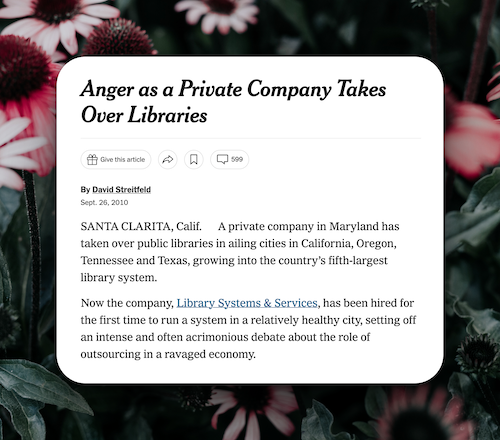 Anger as a Private Company Takes
Over Libraries
Give this article
599
By David Streitfeld
Sept. 26, 2010
SANTA CLARITA, Calif. A private company in Maryland has
taken over public libraries in ailing cities in California, Oregon,
Tennessee and Texas, growing into the country's fifth-largest
library system.
Now the company, Library Systems & Services, has been hired for
the first time to run a system in a relatively healthy city, setting off
an intense and often acrimonious debate about the role of
outsourcing in a ravaged economy.